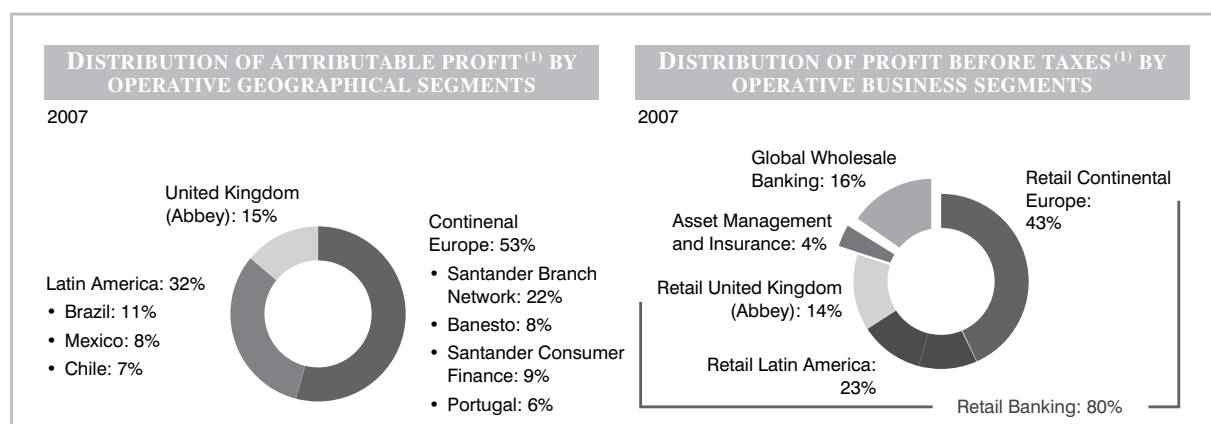 DISTRIBUTION OF ATTRIBUTABLE PROFIT (1) BY
OPERATIVE GEOGRAPHICAL SEGMENTS
2007
United Kingdom
(Abbey): 15%
Latin America: 32%
• Brazil: 11%
• Mexico: 8%
• Chile: 7%
Continenal
Europe: 53%
• Santander Branch
Network: 22%
• Banesto: 8%
• Santander Consumer
Finance: 9%
• Portugal: 6%
DISTRIBUTION OF PROFIT BEFORE TAXES (1) BY
OPERATIVE BUSINESS SEGMENTS
2007
Global Wholesale
Banking: 16%
Asset Management
and Insurance: 4%
Retail United Kingdom
(Abbey): 14%
Retail Latin America:
23%
Retail Continental
Europe:
43%
Retail Banking: 80%